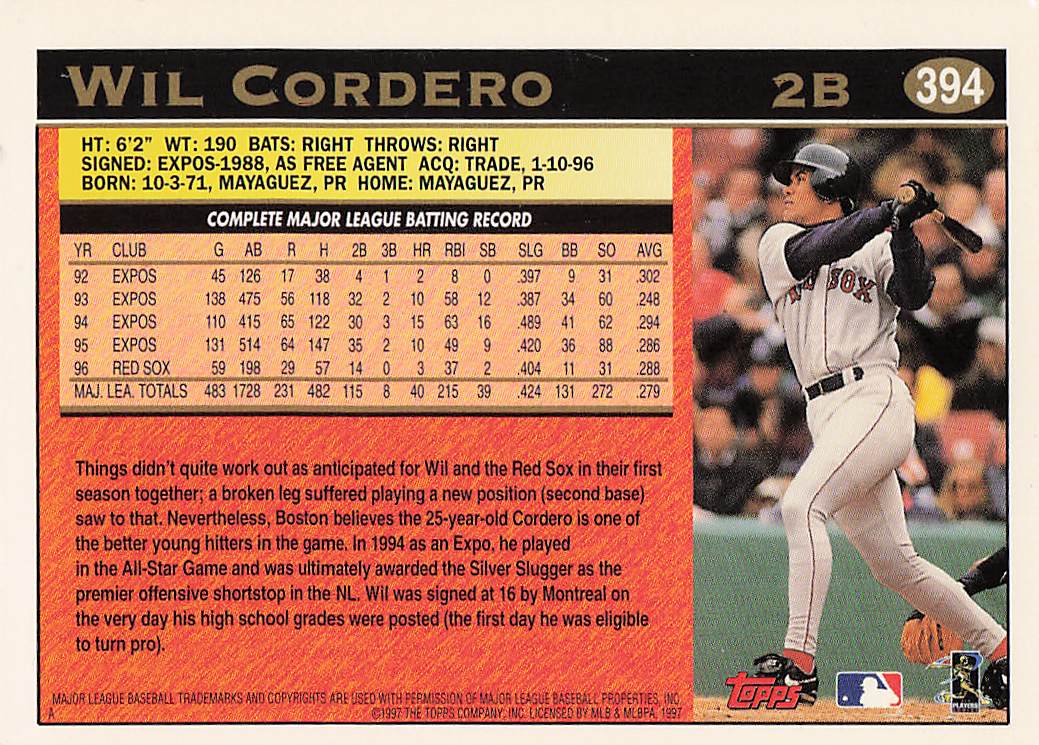 WIL CORDERO 2B 394
HT: 6'2" WT: 190 BATS: RIGHT THROWS: RIGHT
SIGNED: EXPOS-1988, AS FREE AGENT ACQ: TRADE, 1-10-96
BORN: 10-3-71, MAYAGUEZ, PR HOME: MAYAGUEZ, PR
COMPLETE MAJOR LEAGUE BATTING RECORD
YR CLUB G AB R H 2B 3B HR RBI SB SLG BB SO AVG
92 EXPOS 45 126 17 38 4 1 2 8 0 .397 9 31 .302
93 EXPOS 138 475 56 118 32 2 10 58 12 .387 34 60 .248
94 EXPOS 110 415 65 122 30 3 15 63 16 .489 41 62 .294
95 EXPOS 131 514 64 147 35 2 10 49 9 .420 36 88 .286
96 RED SOX 59 198 29 57 14 0 3 37 2 .404 11 31 .288
MAJ. LEA. TOTALS 483 1728 231 482 115 8 40 215 39 .424 131 272 .279
Things didn't quite work out as anticipated for Wil and the Red Sox in their first
season together; a broken leg suffered playing a new position (second base)
saw to that. Nevertheless, Boston believes the 25-year-old Cordero is one of
the better young hitters in the game. In 1994 as an Expo, he played
in the All-Star Game and was ultimately awarded the Silver Slugger as the
premier offensive shortstop in the NL. Wil was signed at 16 by Montreal on
the very day his high school grades were posted (the first day he was eligible
to turn pro).
MAJOR LEAGUE BASEBALL TRADEMARKS AND COPYRIGHTS ARE USED WITH PERMISSION OF MAJOR LEAGUE BASEBALL PROPERTIES, INC.
A ©1997 THE TOPPS COMPANY, INC. LICENSED BY MLB & MLBPA, 1997
RED SOX
TOPPS
PLAYERS